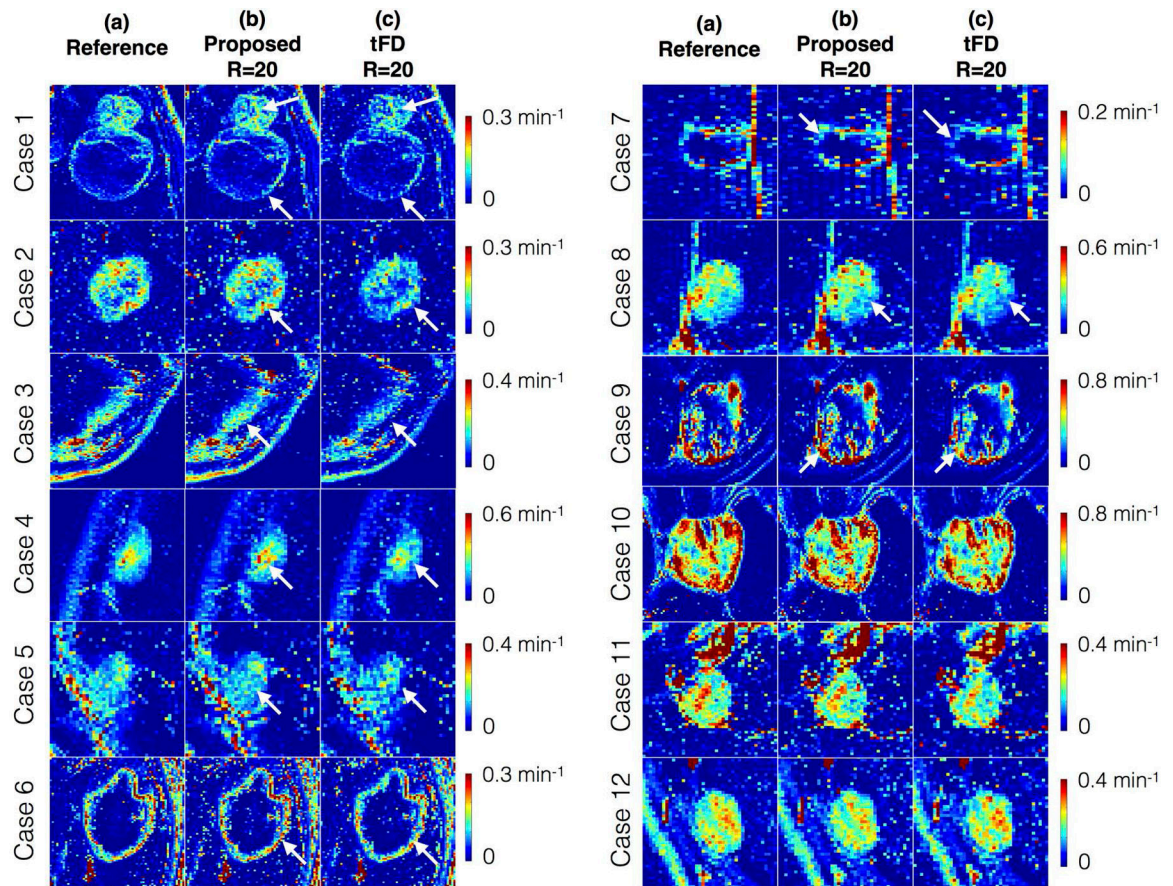 (a)
Reference
(b)
Proposed
R=20
(c)
tFD
R=20
Case 1
0.3 min-1
0
Case 2
0.3 min-1
0
Case 3
0.4 min-1
0
Case 4
0.6 min-1
0
Case 5
0.4 min-1
0
Case 6
0.3 min-1
0
(a)
Reference
(b)
Proposed
R=20
(c)
tFD
R=20
Case 7
0.2 min-1
0
Case 8
0.6 min-1
0
Case 9
0.8 min-1
0
Case 10
0.8 min-1
0
Case 11
0.4 min-1
0
Case 12
0.4 min-1
0